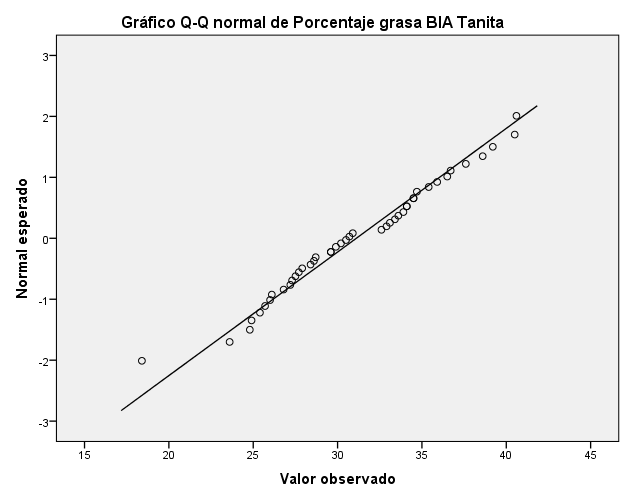 Gráfico Q-Q normal de Porcentaje grasa BIA Tanita
Normal esperado
3
2
1
0
-1
-2
-3
15 20 25 30 35 40 45
Valor observado